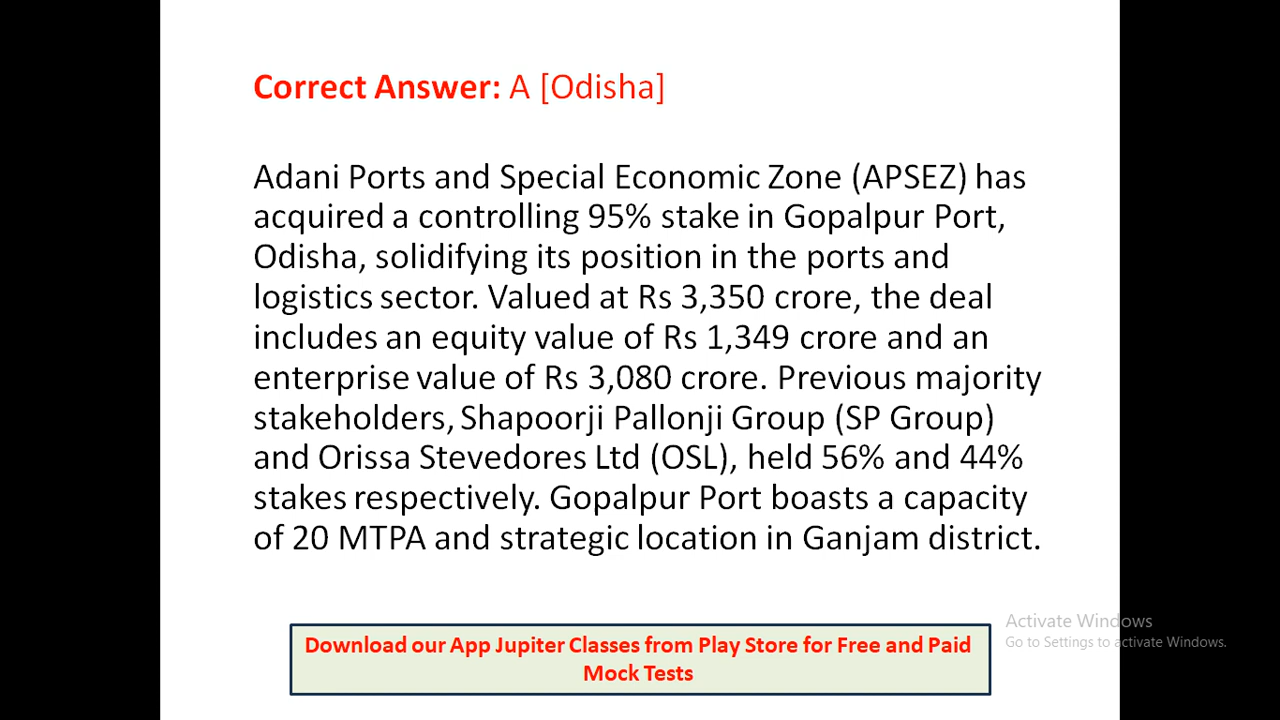 Correct Answer: A [Odisha]
Adani Ports and Special Economic Zone (APSEZ) has
acquired a controlling 95% stake in Gopalpur Port,
Odisha, solidifying its position in the ports and
logistics sector. Valued at Rs 3,350 crore, the deal
includes an equity value of Rs 1,349 crore and an
enterprise value of Rs 3,080 crore. Previous majority
stakeholders, Shapoorji Pallonji Group (SP Group)
and Orissa Stevedores Ltd (OSL), held 56% and 44%
stakes respectively. Gopalpur Port boasts a capacity
of 20 MTPA and strategic location in Ganjam district.
Download our App Jupiter Classes from Play Store for Free and Paid
Mock Tests
Activate Windows
Go to Settings to activate Windows.